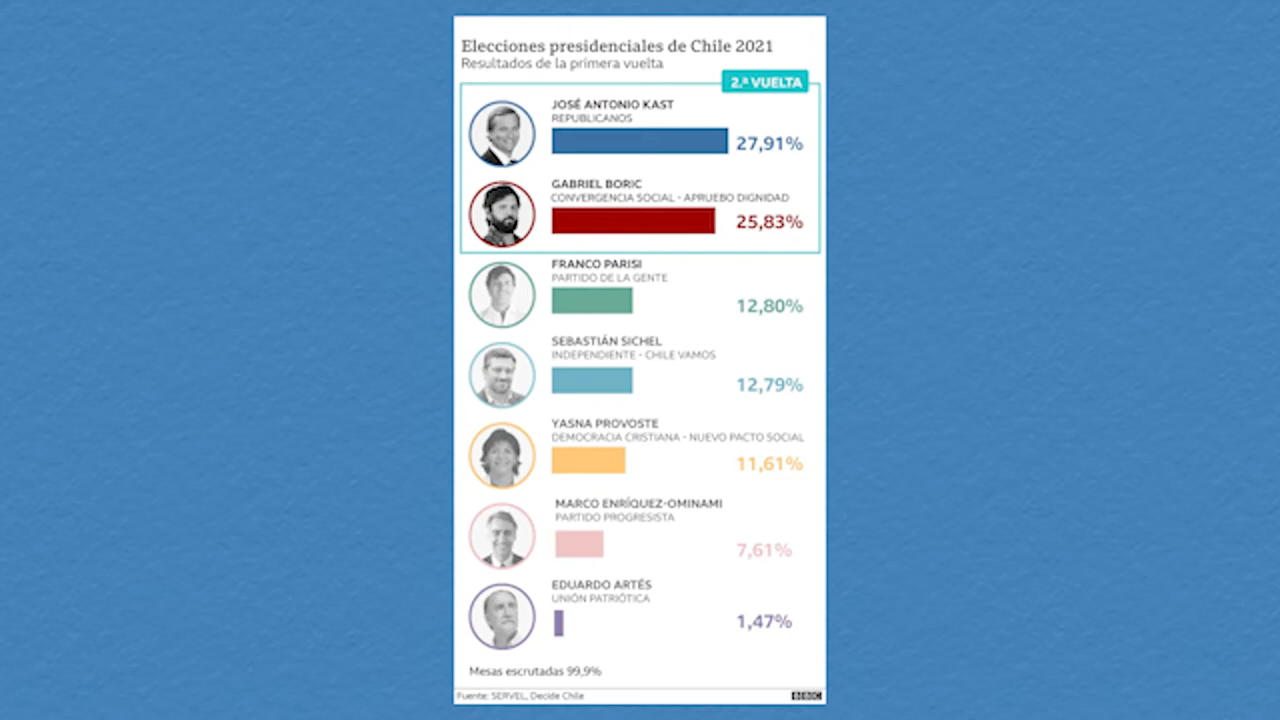 Elecciones presidenciales de Chile 2021
Resultados de la primera vuelta
2.ª VUELTA
JOSÉ ANTONIO KAST
REPUBLICANOS
27,91%
GABRIEL BORIC
CONVERGENCIA SOCIAL - APRUEBO DIGNIDAD
25,83%
FRANCO PARISI
PARTIDO DE LA GENTE
12,80%
SEBASTIÁN SICHEL
INDEPENDIENTE - CHILE VAMOS
12,79%
YASNA PROVOSTE
DEMOCRACIA CRISTIANA - NUEVO PACTO SOCIAL
11,61%
MARCO ENRÍQUEZ-OMINAMI
PARTIDO PROGRESISTA
7,61%
EDUARDO ARTÉS
UNIÓN PATRIÓTICA
1,47%
Mesas escrutadas 99,9%
Fuente: SERVEL, Decide Chile
BBC